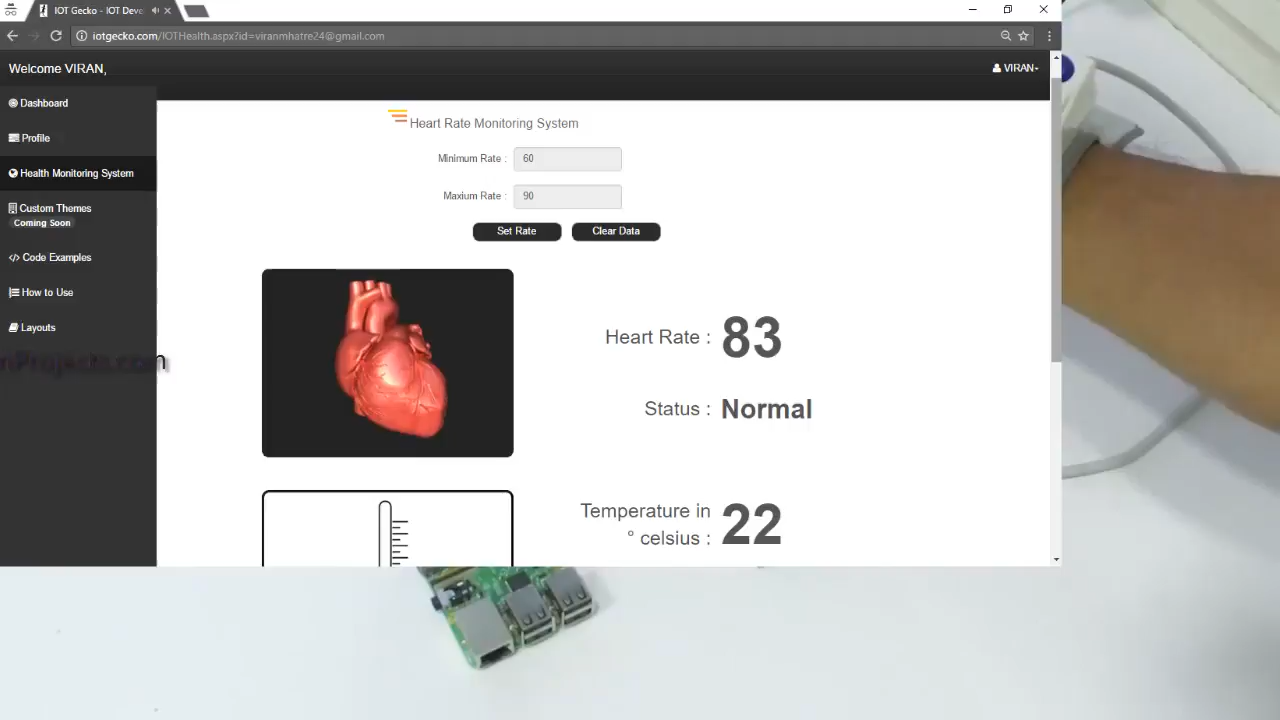 IOT Gecko - IOT Deve
iotgecko.com/IOTHealth.aspx?id=viranmhatre24@gmail.com
Welcome VIRAN,
VIRAN
Dashboard
Profile
Health Monitoring System
Custom Themes
Coming Soon
Code Examples
How to Use
Layouts
nProjects.com
Heart Rate Monitoring System
Minimum Rate : 60
Maxium Rate : 90
Set Rate Clear Data
Heart Rate : 83
Status : Normal
Temperature in
° celsius : 22